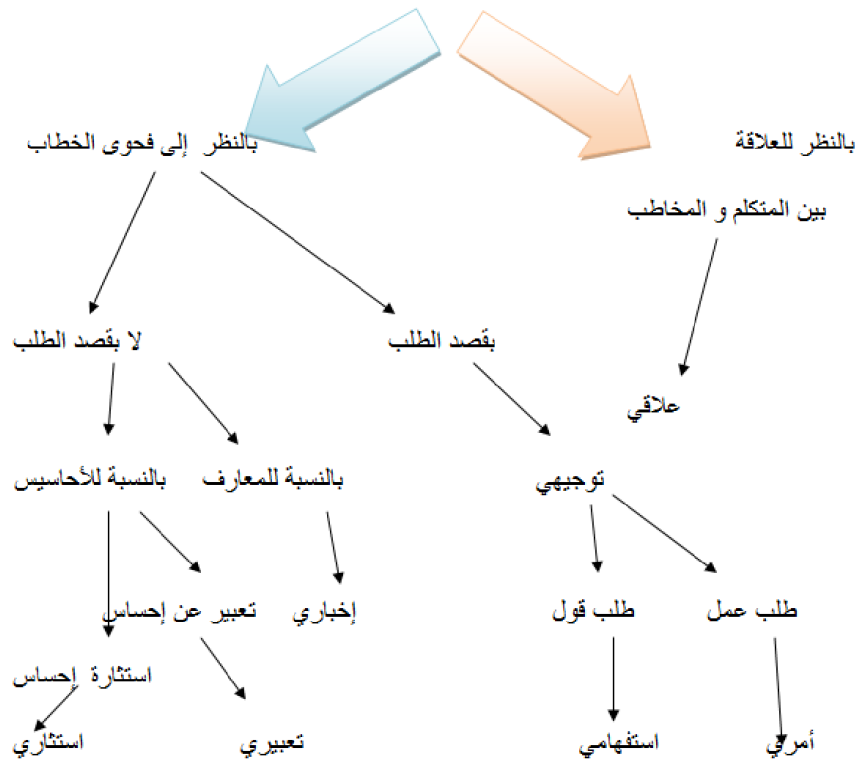 بالنظر للعلاقة
بالنظر إلى فحوى الخطاب
بين المتكلم و المخاطب
بقصد الطلب
لا بقصد الطلب
علاقي
توجيهي
بالنسبة للمعارف
بالنسبة للأحاسيس
طلب عمل
طلب قول
إخباري
تعبير عن إحساس
استثارة إحساس
أمري
استفهامي
تعبيري
استثاري